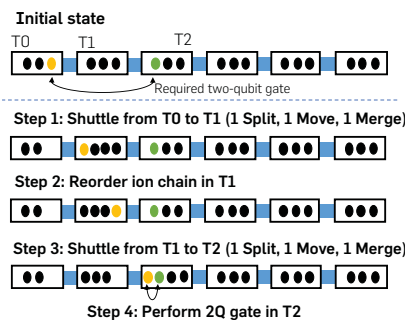 Initial state
T0 T1 T2
Required two-qubit gate
Step 1: Shuttle from T0 to T1 (1 Split, 1 Move, 1 Merge)
Step 2: Reorder ion chain in T1
Step 3: Shuttle from T1 to T2 (1 Split, 1 Move, 1 Merge)
Step 4: Perform 2Q gate in T2